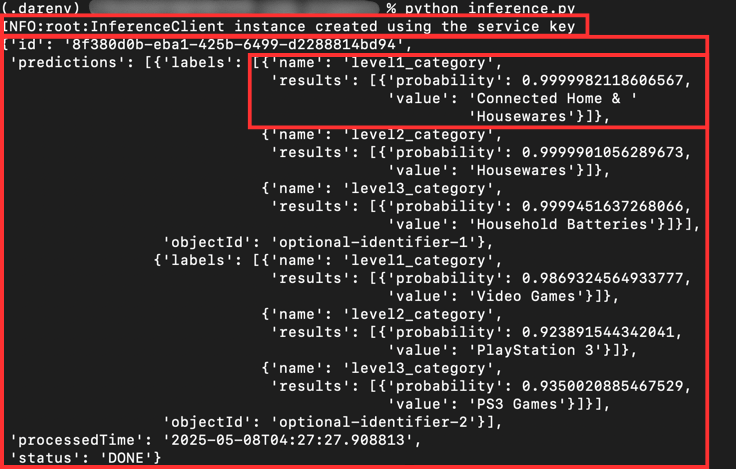 (.darenv) % python inference.py
INFO:root:InferenceClient instance created using the service key
{'id': '8f380d0b-eba1-425b-6499-d2288814bd94',
'predictions': [{'labels': [{'name': 'level1_category',
'results': [{'probability': 0.9999982118606567,
'value': 'Connected Home & '
'Housewares'}]},
{'name': 'level2_category',
'results': [{'probability': 0.9999901056289673,
'value': 'Housewares'}]},
{'name': 'level3_category',
'results': [{'probability': 0.9999451637268066,
'value': 'Household Batteries'}]}],
'objectId': 'optional-identifier-1'},
{'labels': [{'name': 'level1_category',
'results': [{'probability': 0.9869324564933777,
'value': 'Video Games'}]},
{'name': 'level2_category',
'results': [{'probability': 0.923891544342041,
'value': 'PlayStation 3'}]},
{'name': 'level3_category',
'results': [{'probability': 0.9350020885467529,
'value': 'PS3 Games'}]}],
'objectId': 'optional-identifier-2'}],
'processedTime': '2025-05-08T04:27:27.908813',
'status': 'DONE'}